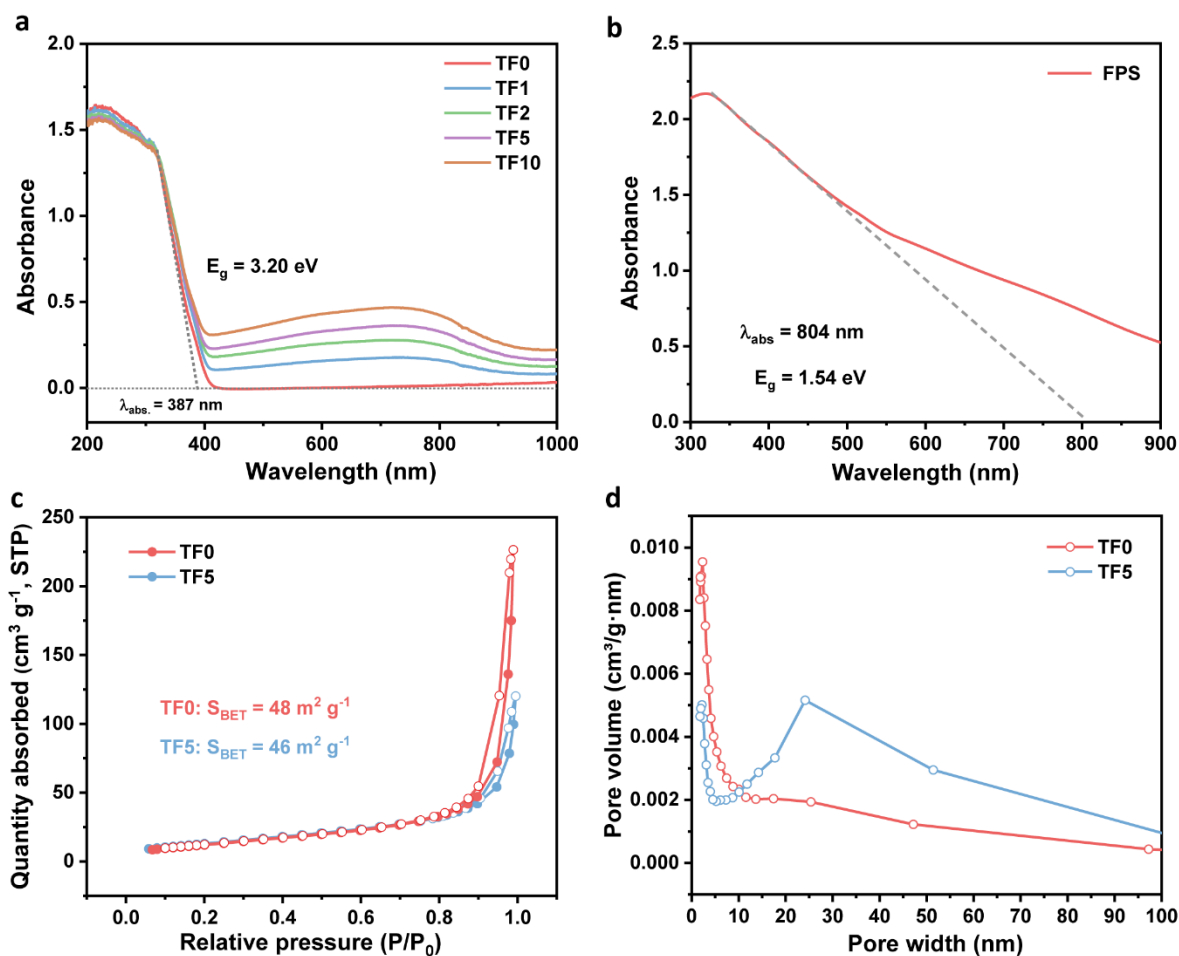 a
2.0
1.5
1.0
0.5
0.0
Absorbance
TF0
TF1
TF2
TF5
TF10
E_g = 3.20 eV
λ_abs. = 387 nm
200 400 600 800 1000
Wavelength (nm)
b
2.5
2.0
1.5
1.0
0.5
0.0
Absorbance
FPS
λ_abs = 804 nm
E_g = 1.54 eV
300 400 500 600 700 800 900
Wavelength (nm)
c
250
225
200
175
150
125
100
75
50
25
0
Quantity absorbed (cm³ g⁻¹, STP)
TF0
TF5
TF0: S_BET = 48 m² g⁻¹
TF5: S_BET = 46 m² g⁻¹
0.0 0.2 0.4 0.6 0.8 1.0
Relative pressure (P/P₀)
d
0.010
0.008
0.006
0.004
0.002
0.000
Pore volume (cm³/g·nm)
TF0
TF5
0 10 20 30 40 50 60 70 80 90 100
Pore width (nm)